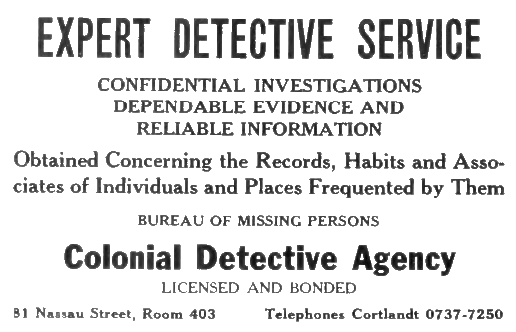 EXPERT DETECTIVE SERVICE
CONFIDENTIAL INVESTIGATIONS
DEPENDABLE EVIDENCE AND
RELIABLE INFORMATION
Obtained Concerning the Records, Habits and Asso-
ciates of Individuals and Places Frequented by Them
BUREAU OF MISSING PERSONS
Colonial Detective Agency
LICENSED AND BONDED
81 Nassau Street, Room 403 Telephones Cortlandt 0737-7250